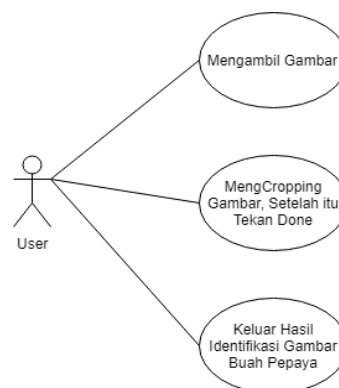 Mengambil Gambar
MengCropping
Gambar, Setelah itu
Tekan Done
User
Keluar Hasil
Identifikasi Gambar
Buah Pepaya